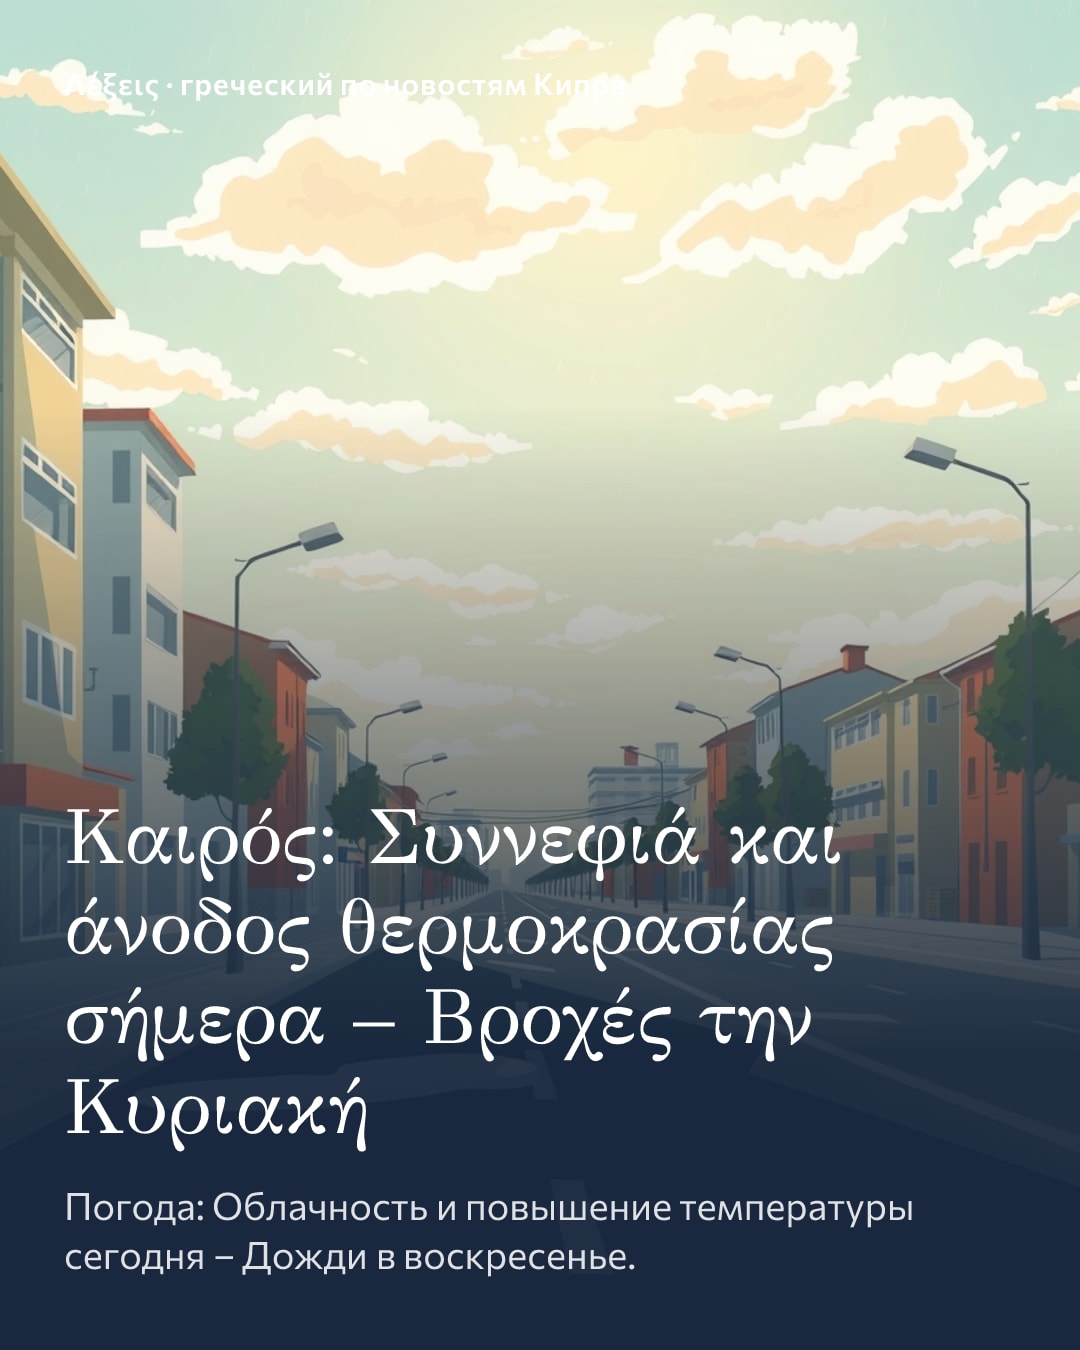 Λέξεις · греческий по новостям Кипра
Καιρός: Συννεφιά και
άνοδος θερμοκρασίας
σήμερα – Βροχές την
Κυριακή
Погода: Облачность и повышение температуры
сегодня – Дожди в воскресенье.